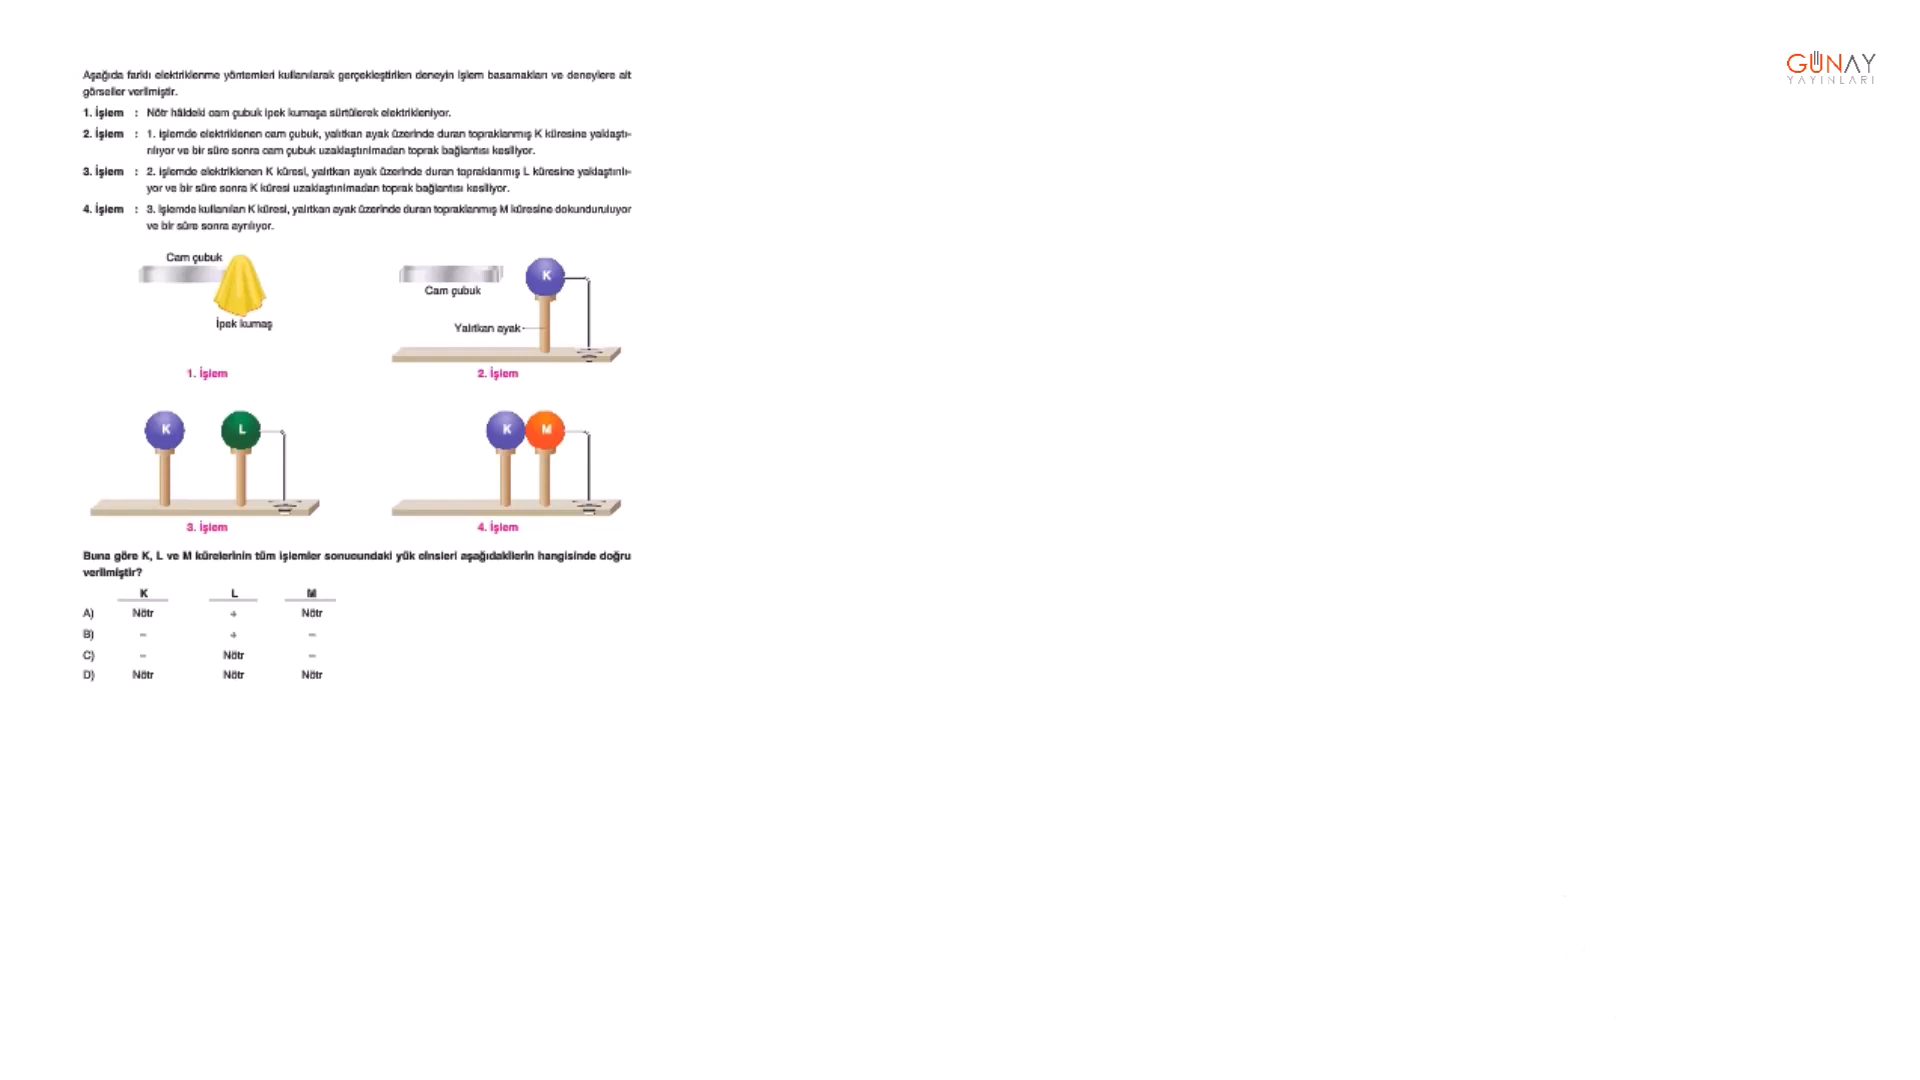 GÜNAY
YAYINLARI
Aşağıda farklı elektriklenme yöntemleri kullanılarak gerçekleştirilen deneyin işlem basamakları ve deneylere ait
görseller verilmiştir.
1. İşlem : Nötr hâldeki cam çubuk ipek kumaşa sürtülerek elektrikleniyor.
2. İşlem : 1. işlemde elektriklenen cam çubuk, yalıtkan ayak üzerinde duran topraklanmış K küresine yaklaştı-
rılıyor ve bir süre sonra cam çubuk uzaklaştırılmadan toprak bağlantısı kesiliyor.
3. İşlem : 2. işlemde elektriklenen K küresi, yalıtkan ayak üzerinde duran topraklanmış L küresine yaklaştırılı-
yor ve bir süre sonra K küresi uzaklaştırılmadan toprak bağlantısı kesiliyor.
4. İşlem : 3. işlemde kullanılan K küresi, yalıtkan ayak üzerinde duran topraklanmış M küresine dokunduruluyor
ve bir süre sonra ayrılıyor.
Cam çubuk
İpek kumaş
1. İşlem
Cam çubuk
K
Yalıtkan ayak
2. İşlem
K L
3. İşlem
K M
4. İşlem
Buna göre K, L ve M kürelerinin tüm işlemler sonucundaki yük cinsleri aşağıdakilerin hangisinde doğru
verilmiştir?
K L M
A) Nötr + Nötr
B) – + –
C) – Nötr –
D) Nötr Nötr Nötr